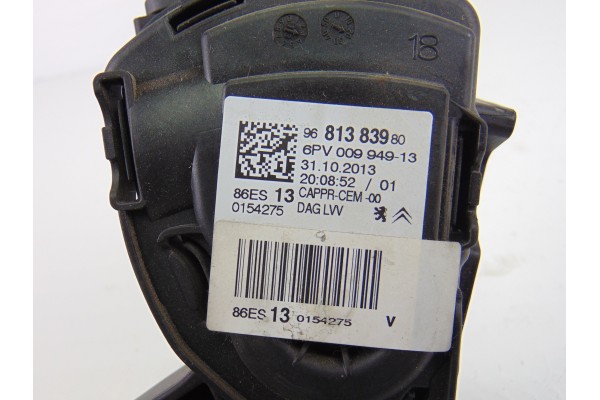 18
96 813 839 80
6PV 009 949-13
31.10.2013
20:08:52 / 01
86ES 13 CAPPR-CEM-00
0154275 DAG LVV
86ES 13 0154275 V